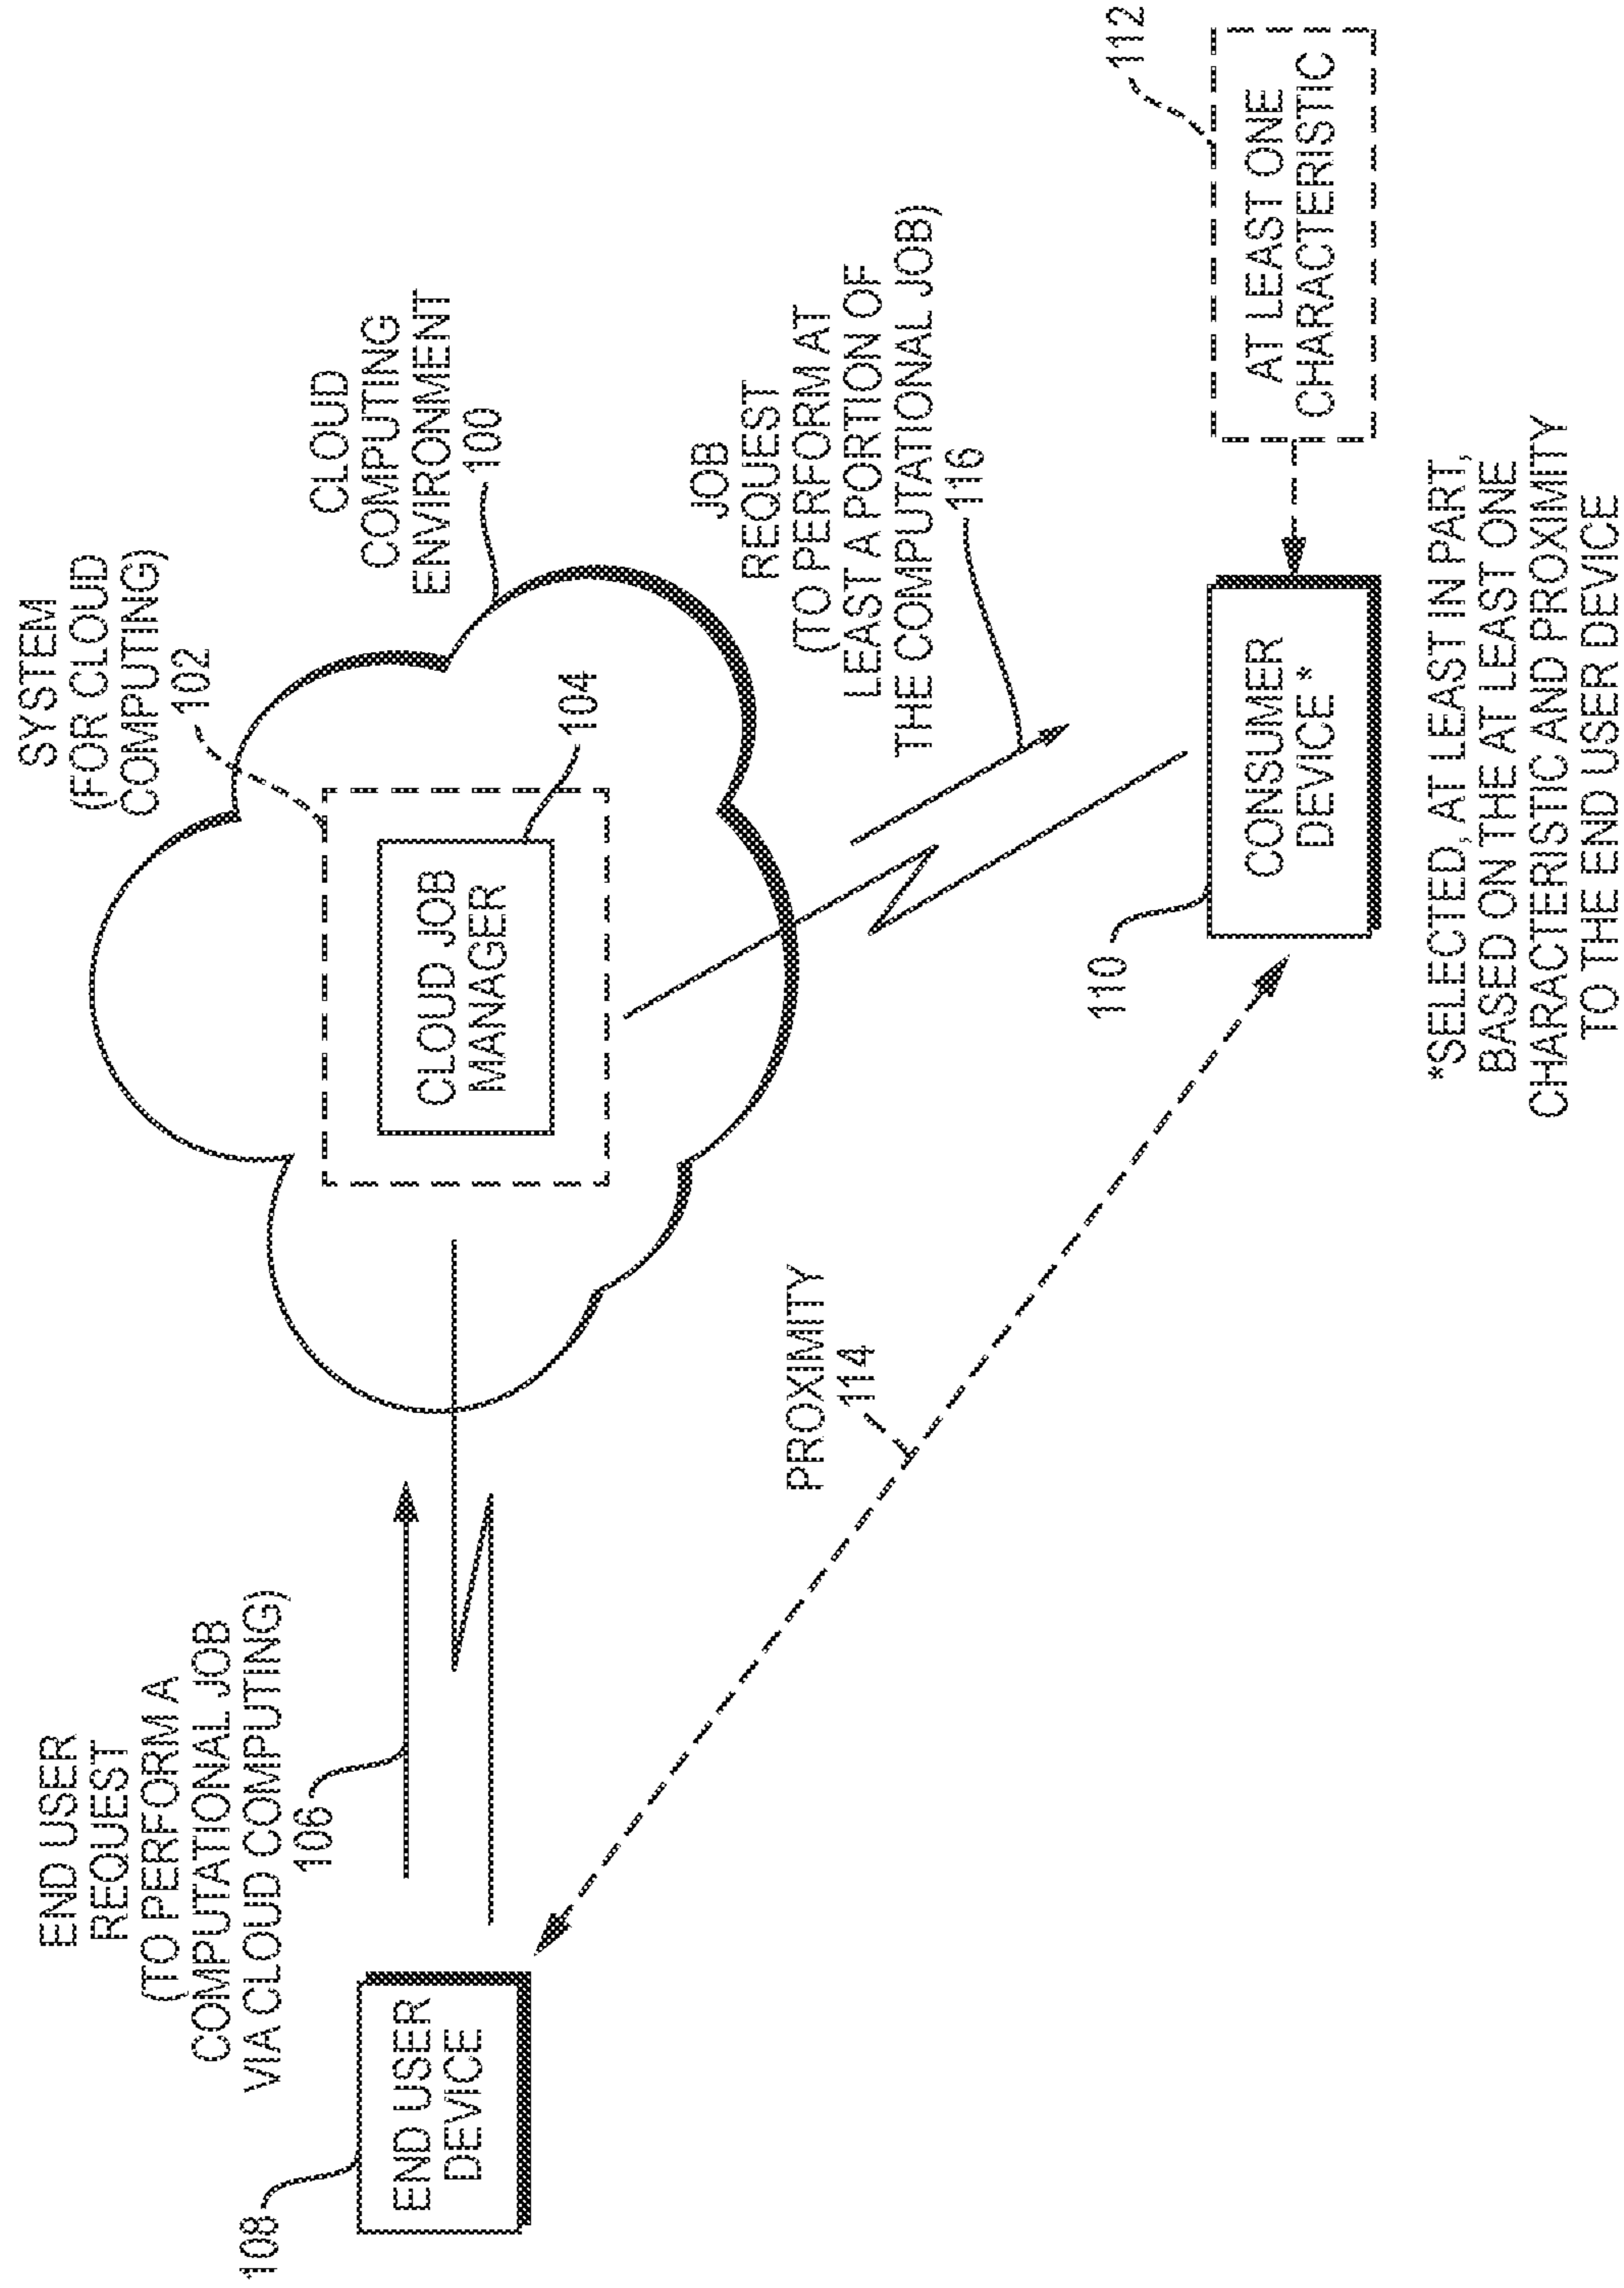 SYSTEM
(FOR CLOUD
COMPUTING)
102
CLOUD
COMPUTING
ENVIRONMENT
100
END USER
REQUEST
(TO PERFORM A
COMPUTATIONAL JOB
VIA CLOUD COMPUTING)
106
CLOUD JOB
MANAGER
104
108
END USER
DEVICE
JOB
REQUEST
(TO PERFORM AT
LEAST A PORTION OF
THE COMPUTATIONAL JOB)
116
PROXIMITY
114
110
CONSUMER
DEVICE*
112
AT LEAST ONE
CHARACTERISTIC
*SELECTED, AT LEAST IN PART,
BASED ON THE AT LEAST ONE
CHARACTERISTIC AND PROXIMITY
TO THE END USER DEVICE